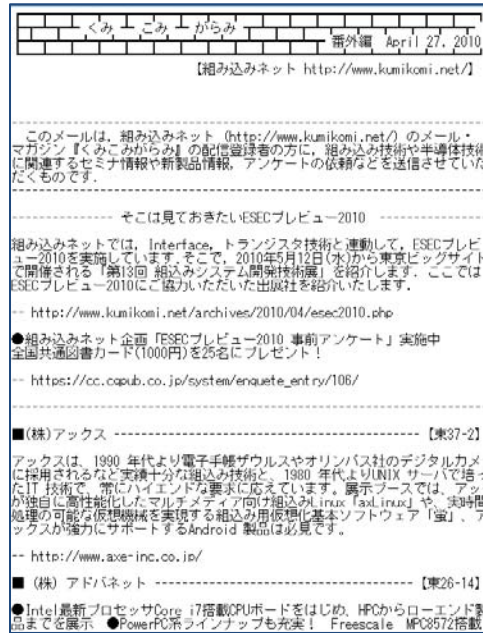 くみ こみ がらみ
番外編 April 27, 2010
【組み込みネット http://www.kumikomi.net/】
このメールは，組み込みネット（http://www.kumikomi.net/）のメール・
マガジン『くみこみがらみ』の配信登録者の方に，組み込み技術や半導体技術
に関連するセミナ情報や新製品情報，アンケートの依頼などを送信させていた
だくものです．
---------- そこは見ておきたいESECプレビュー2010 ----------
組み込みネットでは，Interface，トランジスタ技術と連動して，ESECプレビ
ュー2010を実施しています．そこで，2010年5月12日(水)から東京ビッグサイト
で開催される「第13回 組込みシステム開発技術展」を紹介します．ここでは
ESECプレビュー2010にご協力いただいた出展社を紹介いたします．
-- http://www.kumikomi.net/archives/2010/04/esec2010.php
●組み込みネット企画「ESECプレビュー2010 事前アンケート」実施中
全国共通図書カード(1000円)を25名にプレゼント！
-- https://cc.cqpub.co.jp/system/enquete_entry/106/
■(株)アックス ---------------------------------------- 【東37-2】
アックスは、1990 年代より電子手帳ザウルスやオリンパス社のデジタルカメ
に採用されるなど実績十分な組込み技術と、1980 年代よりUNIX サーバで培っ
たIT 技術で、常にハイエンドな要求に応えています。展示ブースでは、アッ
が独自に高性能化したマルチメディア向け組込みLinux「axLinux」や、実時間
処理の可能な仮想機械を実現する組込み用仮想化基本ソフトウェア「蛍」、ア
ックスが強力にサポートするAndroid 製品は必見です。
-- http://www.axe-inc.co.jp/
■ (株) アドバネット ---------------------------------- 【東26-14】
●Intel最新プロセッサCore i7搭載CPUボードをはじめ、HPCからローエンド製
品までを展示 ●PowerPC系ラインナップも充実！ Freescale MPC8572搭載